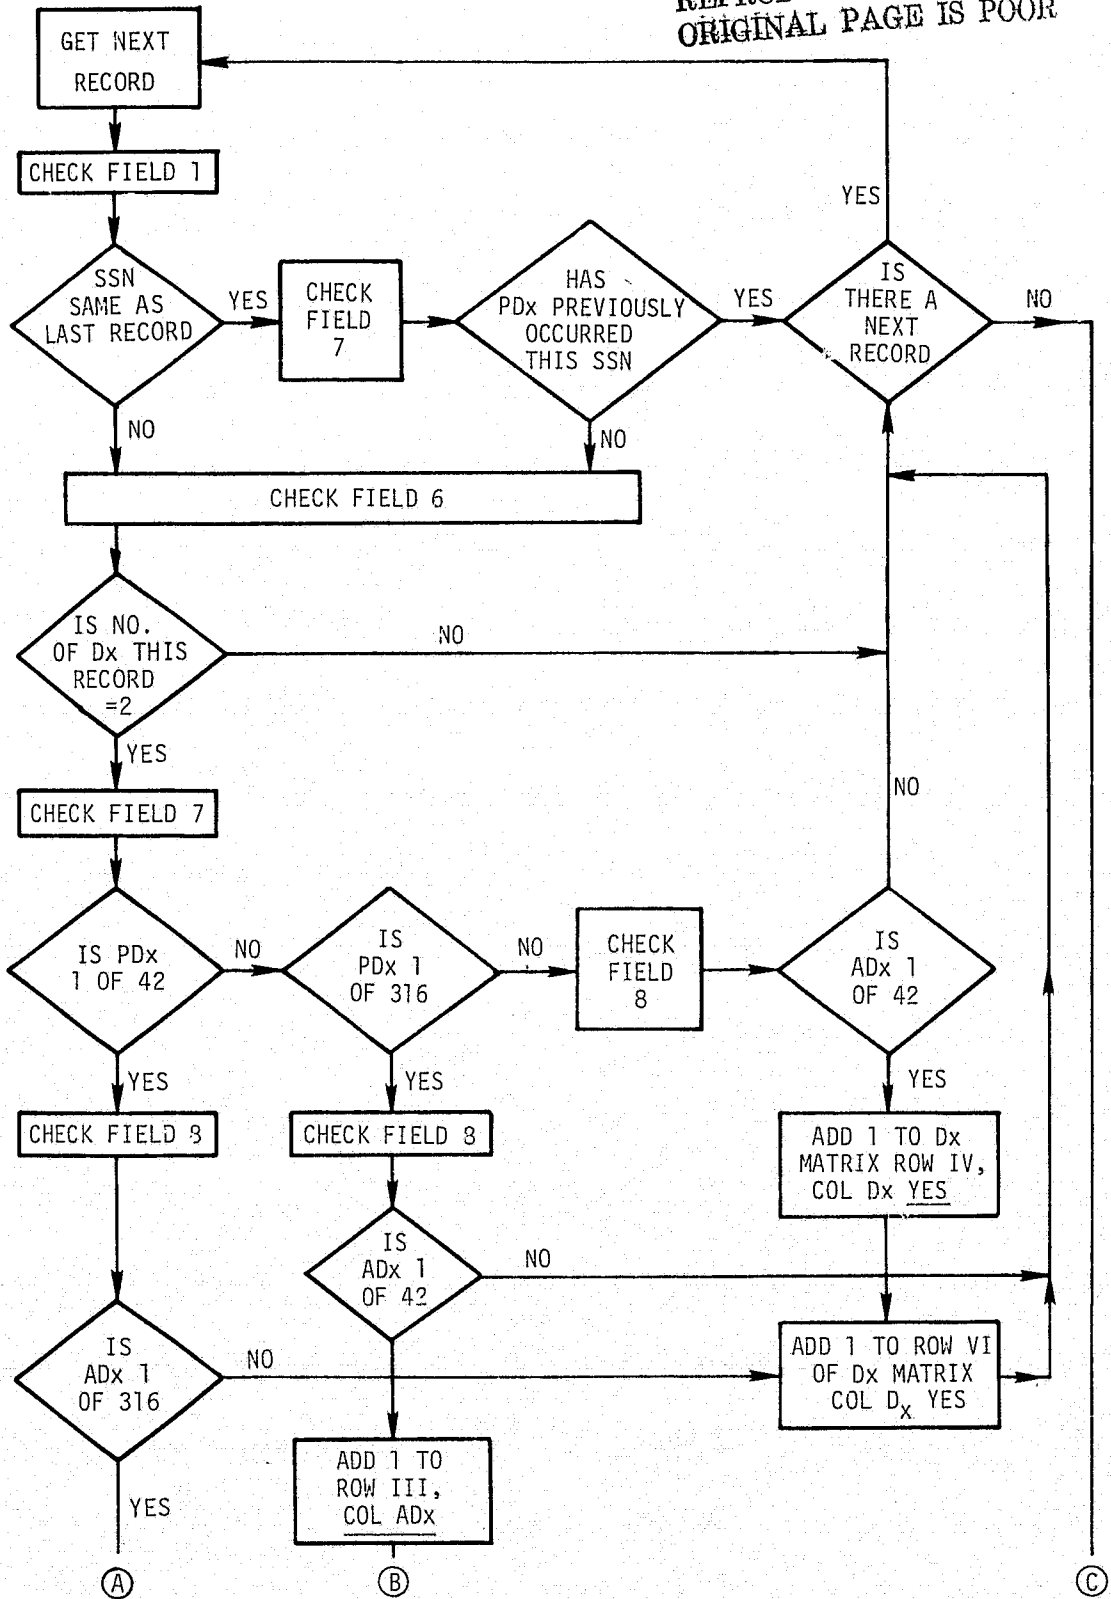 ORIGINAL PAGE IS POOR
GET NEXT
RECORD
CHECK FIELD 1
YES
SSN
SAME AS
LAST RECORD
YES
CHECK
FIELD
7
HAS
PDx PREVIOUSLY
OCCURRED
THIS SSN
YES
IS
THERE A
NEXT
RECORD
NO
NO
NO
CHECK FIELD 6
IS NO.
OF Dx THIS
RECORD
=2
NO
YES
CHECK FIELD 7
NO
IS PDx
1 OF 42
NO
IS
PDx 1
OF 316
NO
CHECK
FIELD
8
IS
ADx 1
OF 42
YES
YES
YES
CHECK FIELD 8
CHECK FIELD 8
ADD 1 TO Dx
MATRIX ROW IV,
COL Dx YES
IS
ADx 1
OF 42
NO
IS
ADx 1
OF 316
NO
ADD 1 TO ROW VI
OF Dx MATRIX
COL Dx YES
YES
ADD 1 TO
ROW III,
COL ADx
A
B
C